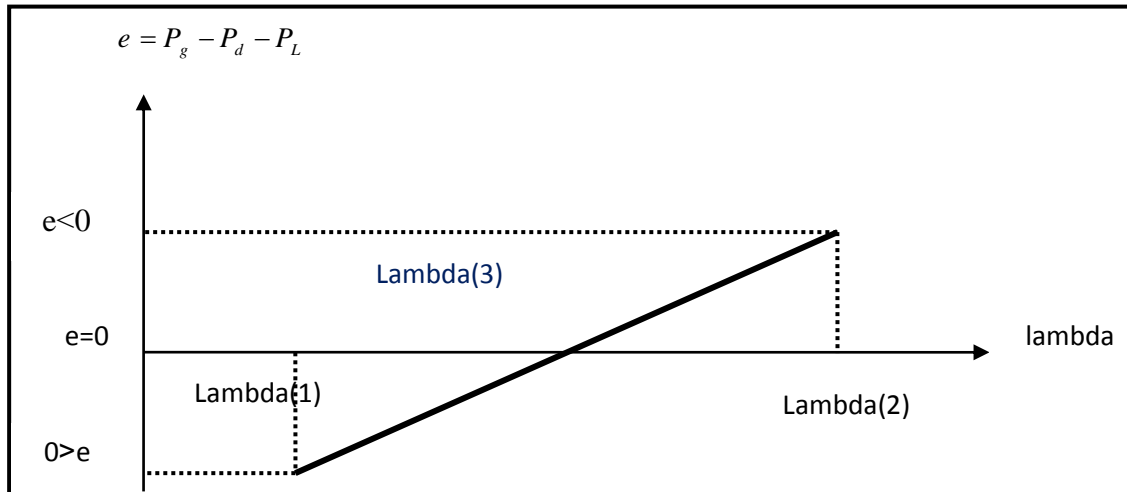 e = P_g − P_d − P_L
e<0
Lambda(3)
e=0
lambda
Lambda(1)
Lambda(2)
0>e